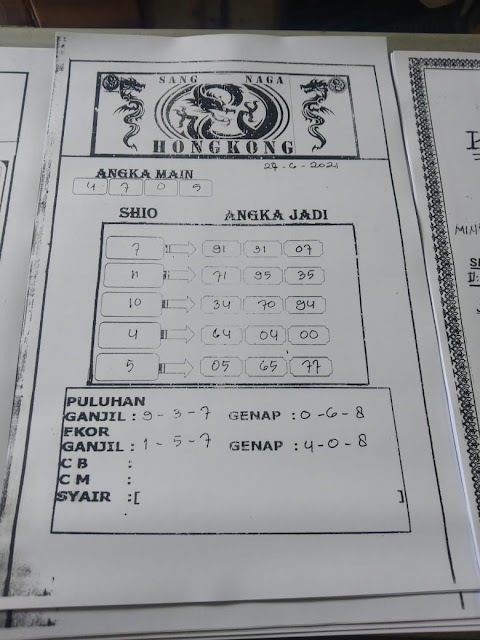 SANG NAGA
HONGKONG
24-6-2021
ANGKA MAIN
4 7 0 5
SHIO ANGKA JADI
7 91 31 07
11 71 95 35
10 34 70 94
4 64 04 00
5 05 65 77
PULUHAN
GANJIL : 9-3-7 GENAP : 0-6-8
EKOR
GANJIL : 1-5-7 GENAP : 4-0-8
C B :
C M :
SYAIR :[ ]